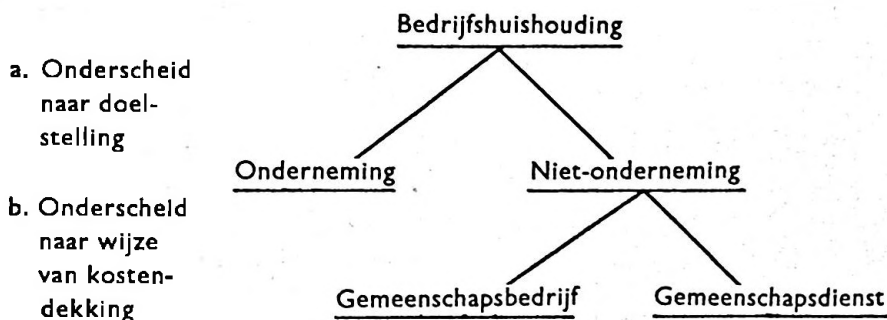 Bedrijfshuishouding
a. Onderscheid
naar doel-
stelling
Onderneming
Niet-onderneming
b. Onderscheid
naar wijze
van kosten-
dekking
Gemeenschapsbedrijf
Gemeenschapsdienst